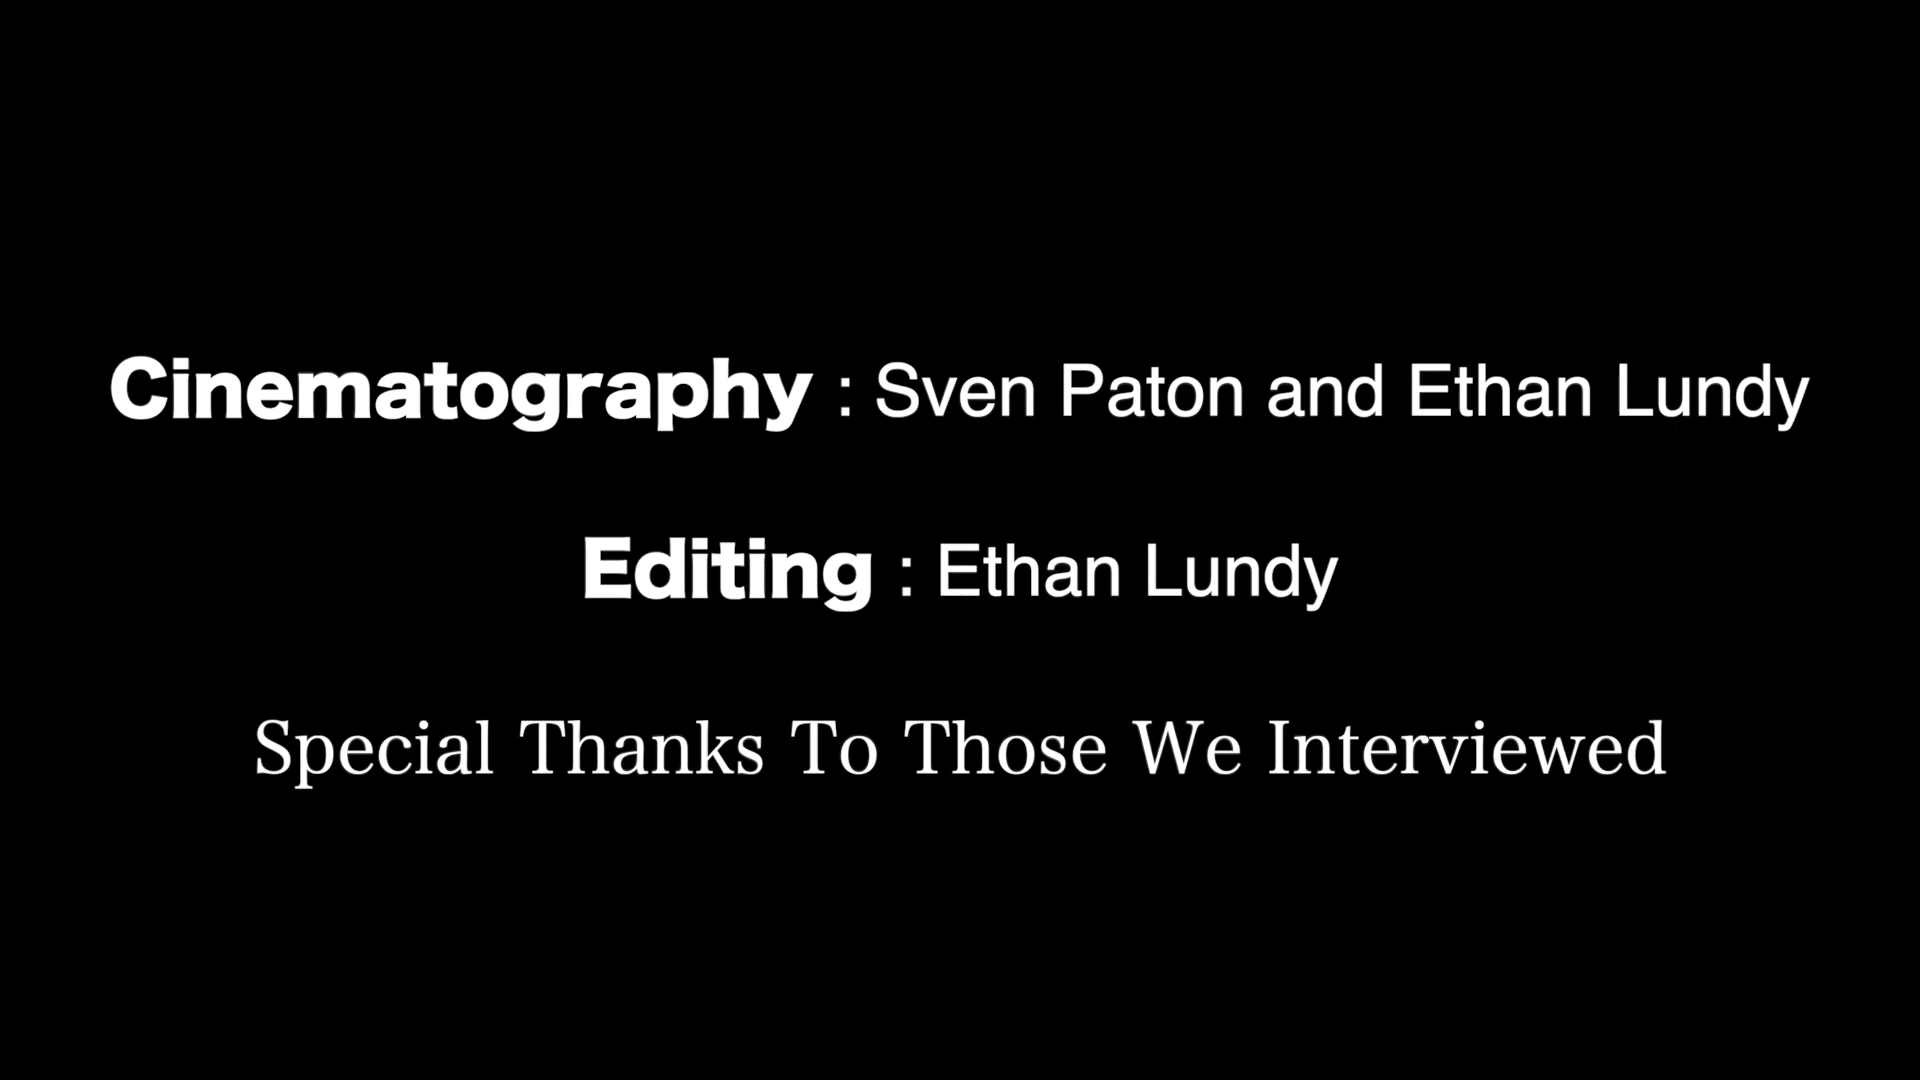 Cinematography : Sven Paton and Ethan Lundy
Editing : Ethan Lundy
Special Thanks To Those We Interviewed